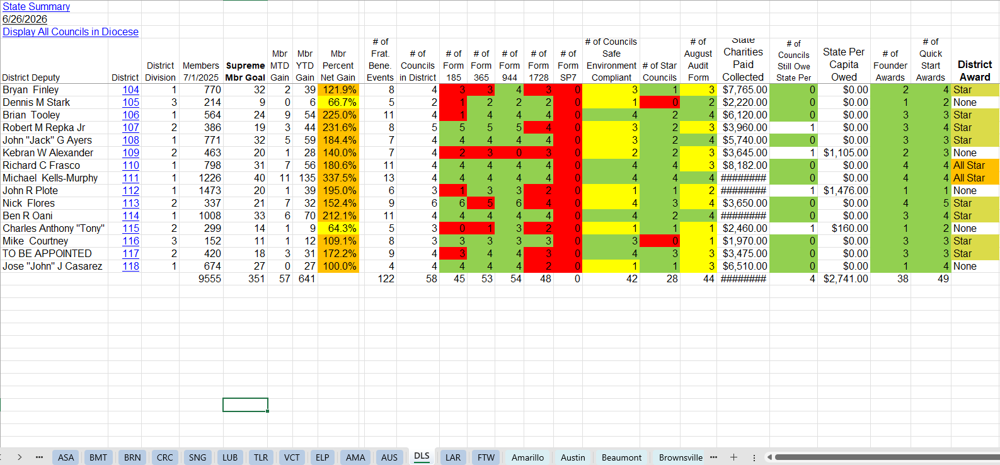 State Summary
6/26/2026
Display All Councils in Diocese
District Deputy District District Division Members 7/1/2025 Supreme Mbr Goal Mbr MTD Gain Mbr YTD Gain Mbr Percent Net Gain # of Frat. Bene. Events # of Councils in District # of Form 185 # of Form 365 # of Form 944 # of Form 1728 # of Form SP7 # of Councils Safe Environment Compliant # of Star Councils # of August Audit Form State Charities Paid Collected # of Councils Still Owe State Per State Per Capita Owed # of Founder Awards # of Quick Start Awards District Award
Bryan Finley 104 1 770 32 2 39 121.9% 8 4 3 3 4 3 0 3 1 3 $7,765.00 0 $0.00 2 4 Star
Dennis M Stark 105 3 214 9 0 6 66.7% 5 2 1 2 2 2 0 1 0 2 $2,220.00 0 $0.00 1 2 None
Brian Tooley 106 1 564 24 9 54 225.0% 11 4 1 4 4 4 0 4 2 4 $6,120.00 0 $0.00 3 3 Star
Robert M Repka Jr 107 2 386 19 3 44 231.6% 8 5 5 5 5 4 0 3 2 3 $3,960.00 1 $0.00 3 4 Star
John "Jack" G Ayers 108 1 771 32 5 59 184.4% 7 4 4 4 4 4 0 3 2 4 $5,740.00 0 $0.00 3 3 Star
Kebran W Alexander 109 2 463 20 1 28 140.0% 7 4 2 3 0 3 0 2 2 3 $3,645.00 1 $1,105.00 2 3 None
Richard C Frasco 110 1 798 31 7 56 180.6% 11 4 4 4 4 4 0 4 4 3 $8,182.00 0 $0.00 4 4 All Star
Michael Kells-Murphy 111 1 1226 40 11 135 337.5% 13 4 4 4 4 4 0 4 4 4 ######## 0 $0.00 4 4 All Star
John R Plote 112 1 1473 20 1 39 195.0% 6 3 1 3 3 2 0 1 1 2 ######## 1 $1,476.00 1 1 None
Nick Flores 113 2 337 21 7 32 152.4% 9 6 6 5 6 4 0 4 3 4 $3,650.00 0 $0.00 4 5 Star
Ben R Oani 114 1 1008 33 6 70 212.1% 11 4 4 4 4 4 0 4 2 4 ######## 0 $0.00 3 4 Star
Charles Anthony "Tony" 115 2 299 14 1 9 64.3% 5 3 0 1 3 2 0 1 1 1 $2,460.00 1 $160.00 1 2 None
Mike Courtney 116 3 152 11 1 12 109.1% 8 3 3 3 3 3 0 3 0 1 $1,970.00 0 $0.00 3 3 Star
TO BE APPOINTED 117 2 420 18 3 31 172.2% 9 4 3 4 4 3 0 4 3 3 $3,475.00 0 $0.00 3 3 Star
Jose "John" J Casarez 118 1 674 27 0 27 100.0% 4 4 4 4 4 2 0 1 1 3 $6,510.00 0 $0.00 1 4 None
9555 351 57 641 122 58 45 53 54 48 0 42 28 44 ######## 4 $2,741.00 38 49
ASA BMT BRN CRC SNG LUB TLR VCT ELP AMA AUS DLS LAR FTW Amarillo Austin Beaumont Brownsville